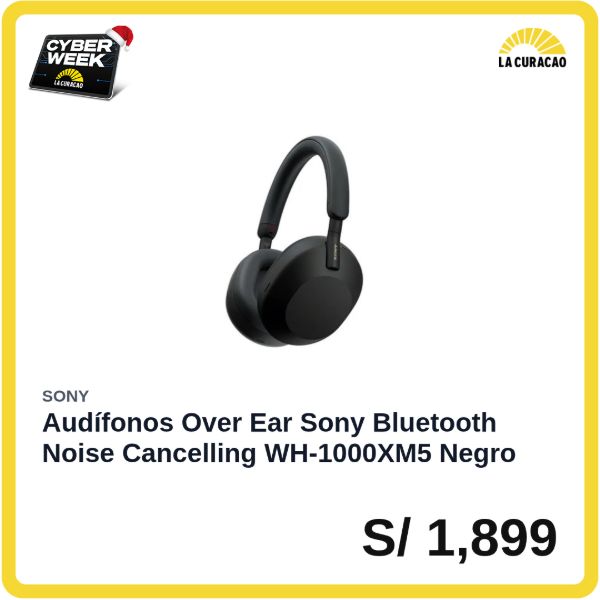 CYBER
WEEK
LA CURACAO
LA CURACAO
SONY
Audífonos Over Ear Sony Bluetooth
Noise Cancelling WH-1000XM5 Negro
S/ 1,899